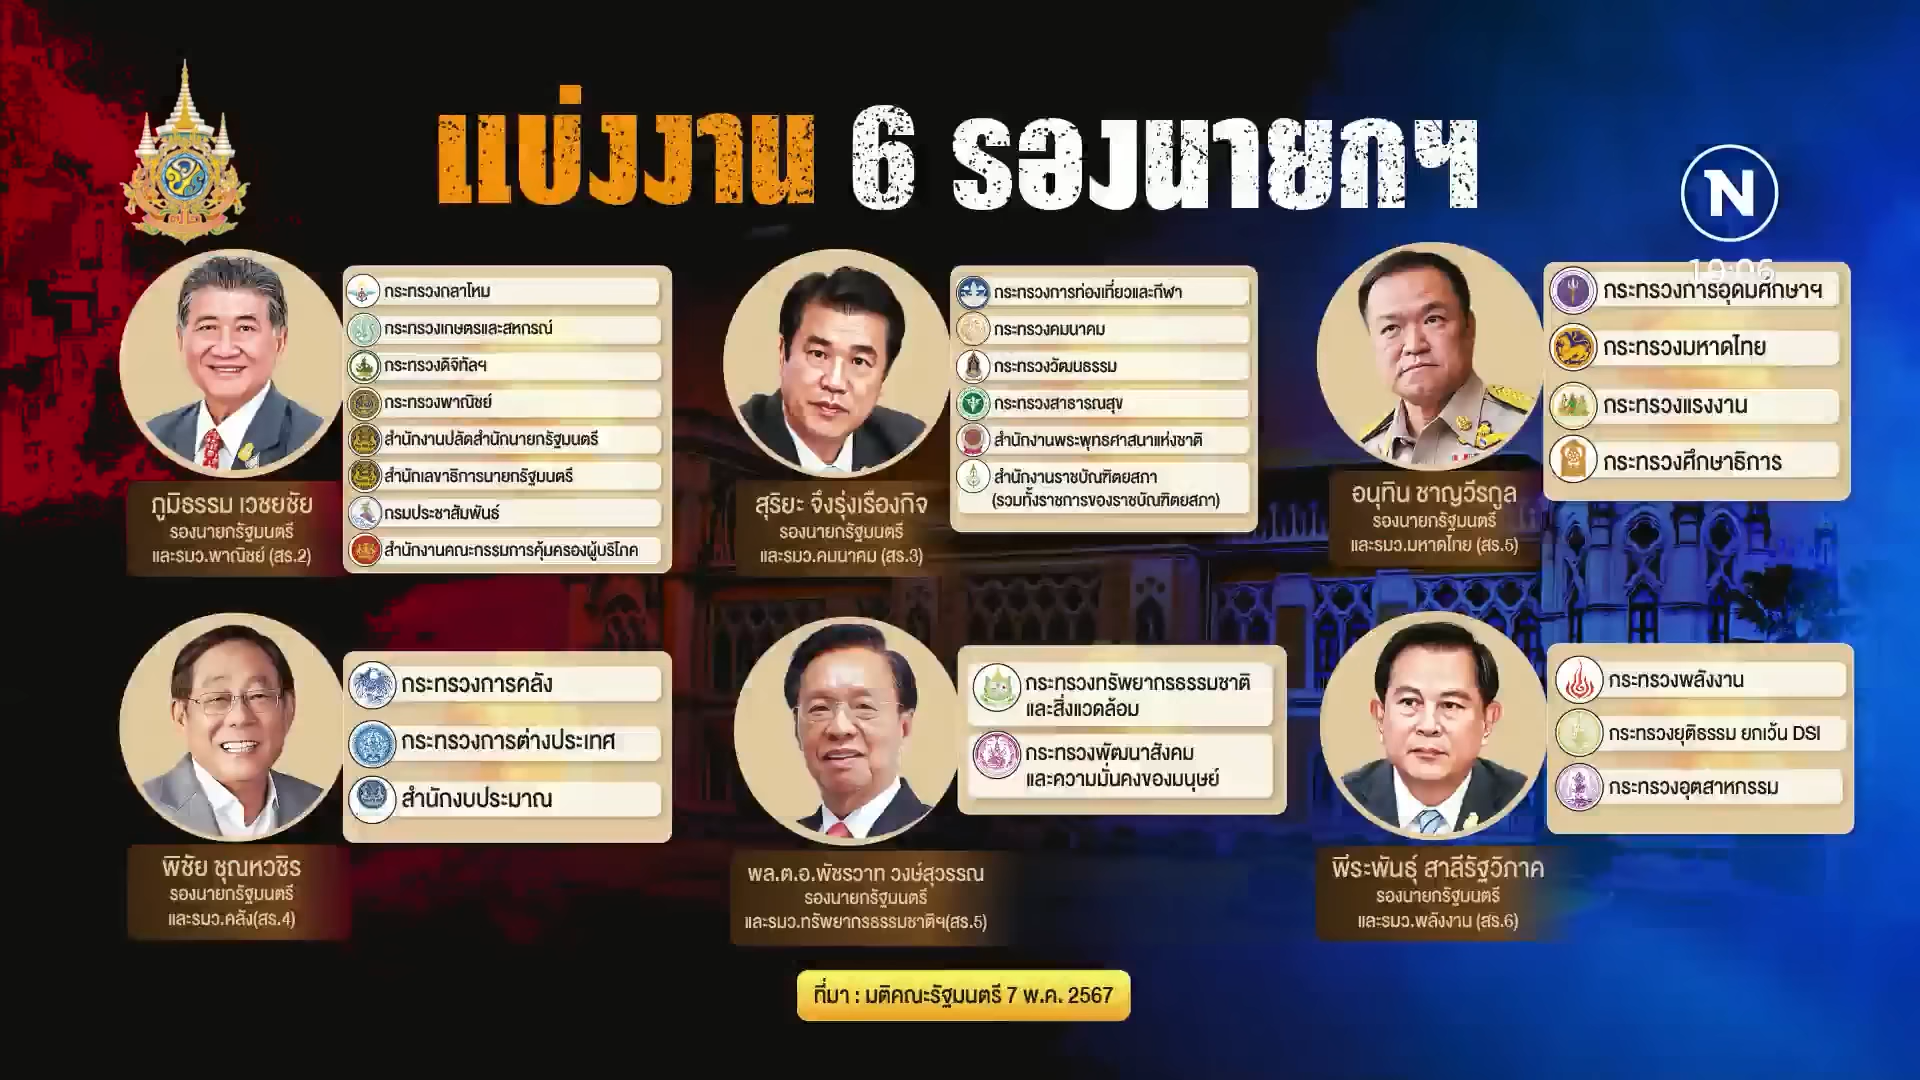 แบ่งงาน 6 รองนายกฯ
N
19:06
กระทรวงกลาโหม
กระทรวงเกษตรและสหกรณ์
กระทรวงดิจิทัลฯ
กระทรวงพาณิชย์
สำนักงานปลัดสำนักนายกรัฐมนตรี
สำนักเลขาธิการนายกรัฐมนตรี
กรมประชาสัมพันธ์
สำนักงานคณะกรรมการคุ้มครองผู้บริโภค
ภูมิธรรม เวชยชัย
รองนายกรัฐมนตรี
และรมว.พาณิชย์ (สร.2)
กระทรวงการท่องเที่ยวและกีฬา
กระทรวงคมนาคม
กระทรวงวัฒนธรรม
กระทรวงสาธารณสุข
สำนักงานพระพุทธศาสนาแห่งชาติ
สำนักงานราชบัณฑิตยสภา
(รวมทั้งราชการของราชบัณฑิตยสภา)
สุริยะ จึงรุ่งเรืองกิจ
รองนายกรัฐมนตรี
และรมว.คมนาคม (สร.3)
กระทรวงการอุดมศึกษาฯ
กระทรวงมหาดไทย
กระทรวงแรงงาน
กระทรวงศึกษาธิการ
อนุทิน ชาญวีรกูล
รองนายกรัฐมนตรี
และรมว.มหาดไทย (สร.5)
กระทรวงการคลัง
กระทรวงการต่างประเทศ
สำนักงบประมาณ
พิชัย ชุณหวชิร
รองนายกรัฐมนตรี
และรมว.คลัง(สร.4)
กระทรวงทรัพยากรธรรมชาติ
และสิ่งแวดล้อม
กระทรวงพัฒนาสังคม
และความมั่นคงของมนุษย์
พล.ต.อ.พัชรวาท วงษ์สุวรรณ
รองนายกรัฐมนตรี
และรมว.ทรัพยากรธรรมชาติฯ(สร.5)
กระทรวงพลังงาน
กระทรวงยุติธรรม ยกเว้น DSI
กระทรวงอุตสาหกรรม
พีระพันธุ์ สาลีรัฐวิภาค
รองนายกรัฐมนตรี
และรมว.พลังงาน (สร.6)
ที่มา : มติคณะรัฐมนตรี 7 พ.ค. 2567